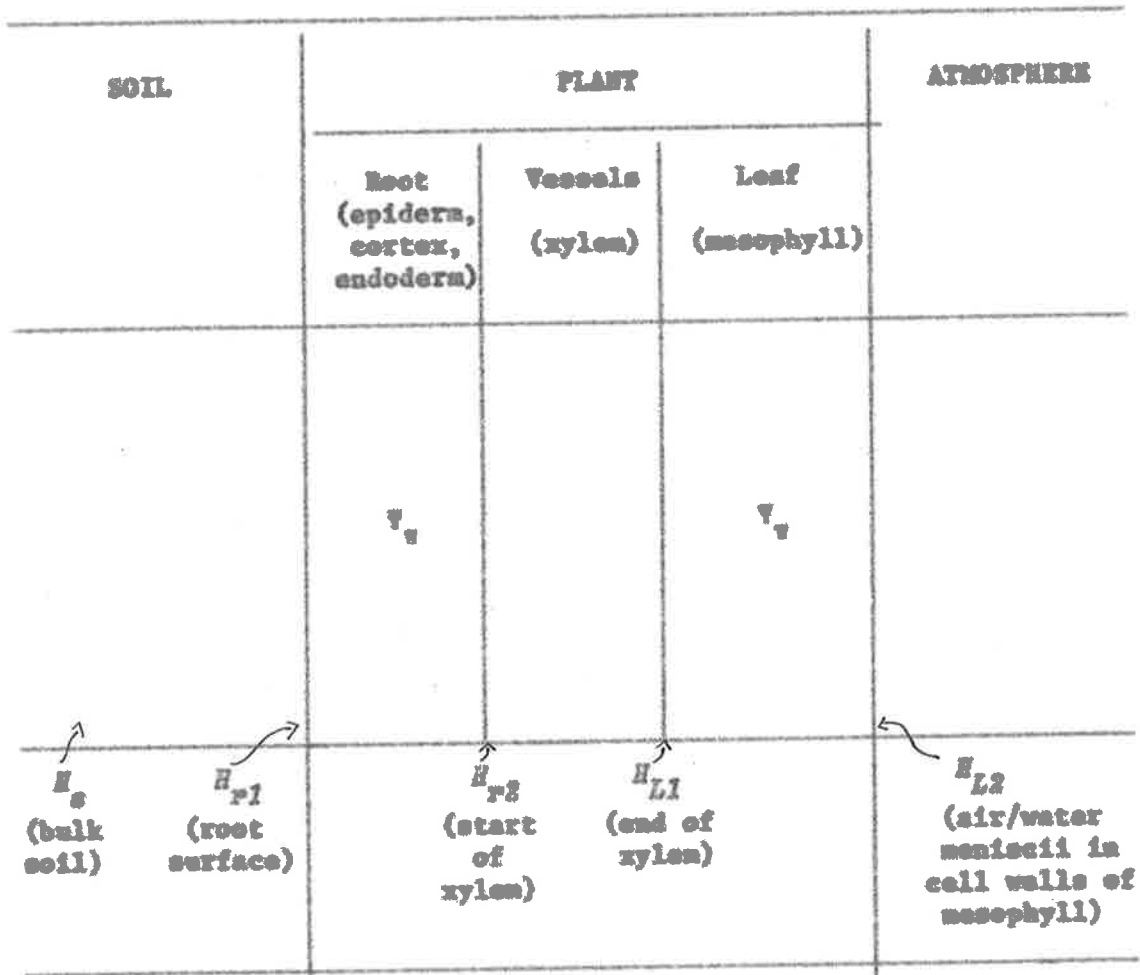 SOIL
PLANT
ATMOSPHERE
Root
(epiderm,
cortex,
endoderm)
Vessels
(xylem)
Leaf
(mesophyll)
Ψw
Ψw
Hs
(bulk
soil)
Hr1
(root
surface)
Hr2
(start
of
xylem)
HL1
(end of
xylem)
HL2
(air/water
meniscii in
cell walls of
mesophyll)